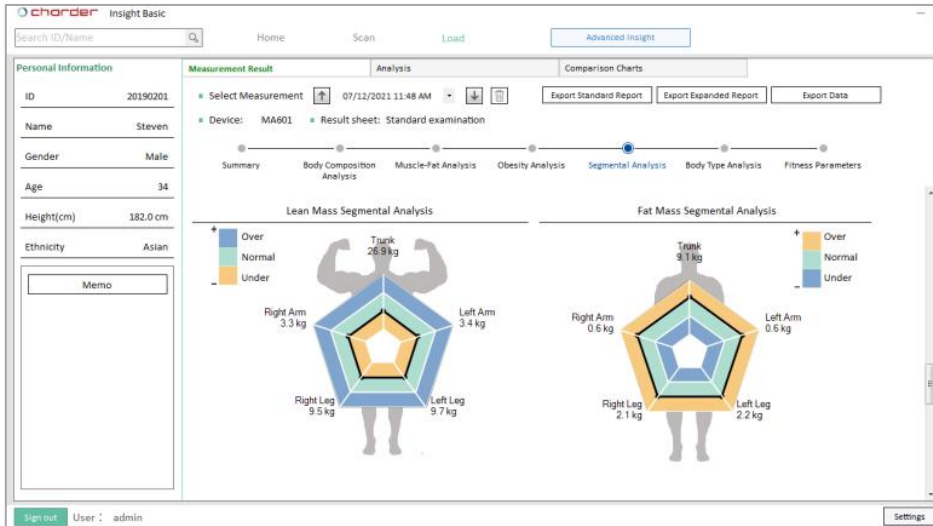 charder Insight Basic
Search ID/Name
Home Scan Load Advanced Insight
Personal Information
ID 20190201
Name Steven
Gender Male
Age 34
Height(cm) 182.0 cm
Ethnicity Asian
Memo
Measurement Result Analysis Comparison Charts
Select Measurement 07/12/2021 11:48 AM Export Standard Report Export Expanded Report Export Data
Device: MA601 Result sheet: Standard examination
Summary Body Composition Analysis Muscle-Fat Analysis Obesity Analysis Segmental Analysis Body Type Analysis Fitness Parameters
Lean Mass Segmental Analysis
+ Over
Normal
- Under
Trunk
26.9 kg
Right Arm
3.3 kg
Left Arm
3.4 kg
Right Leg
9.5 kg
Left Leg
9.7 kg
Fat Mass Segmental Analysis
+ Over
Normal
- Under
Trunk
9.1 kg
Right Arm
0.6 kg
Left Arm
0.6 kg
Right Leg
2.1 kg
Left Leg
2.2 kg
Sign out User : admin Settings